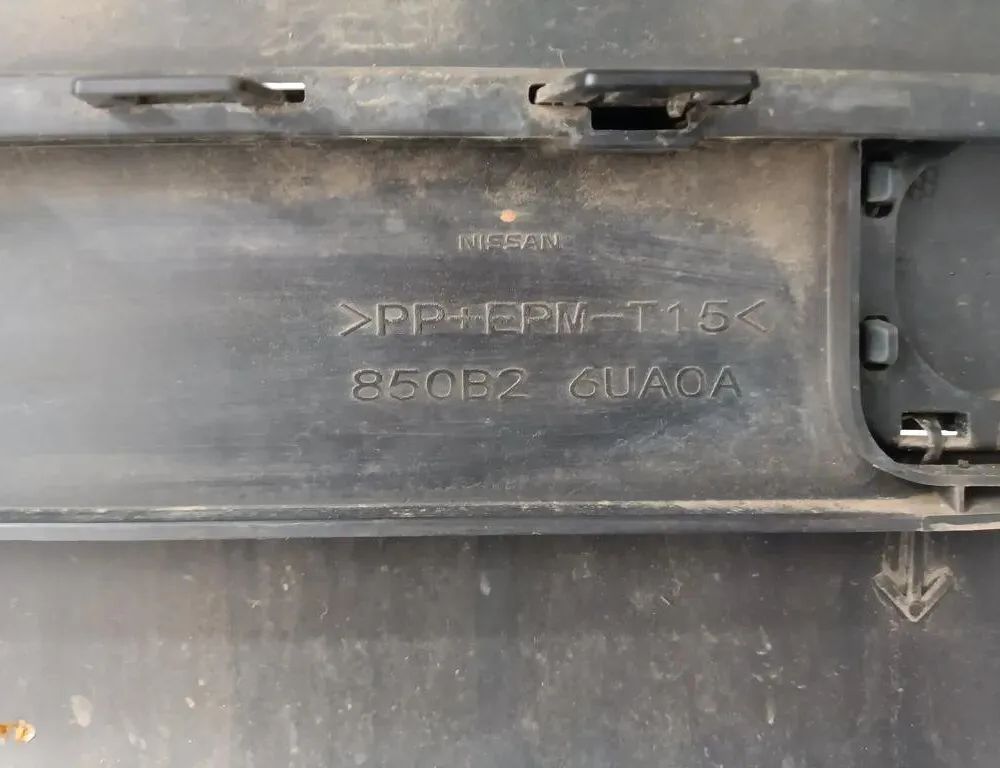 NISSAN
>PP+EPM-T15<
850B2 6UA0A